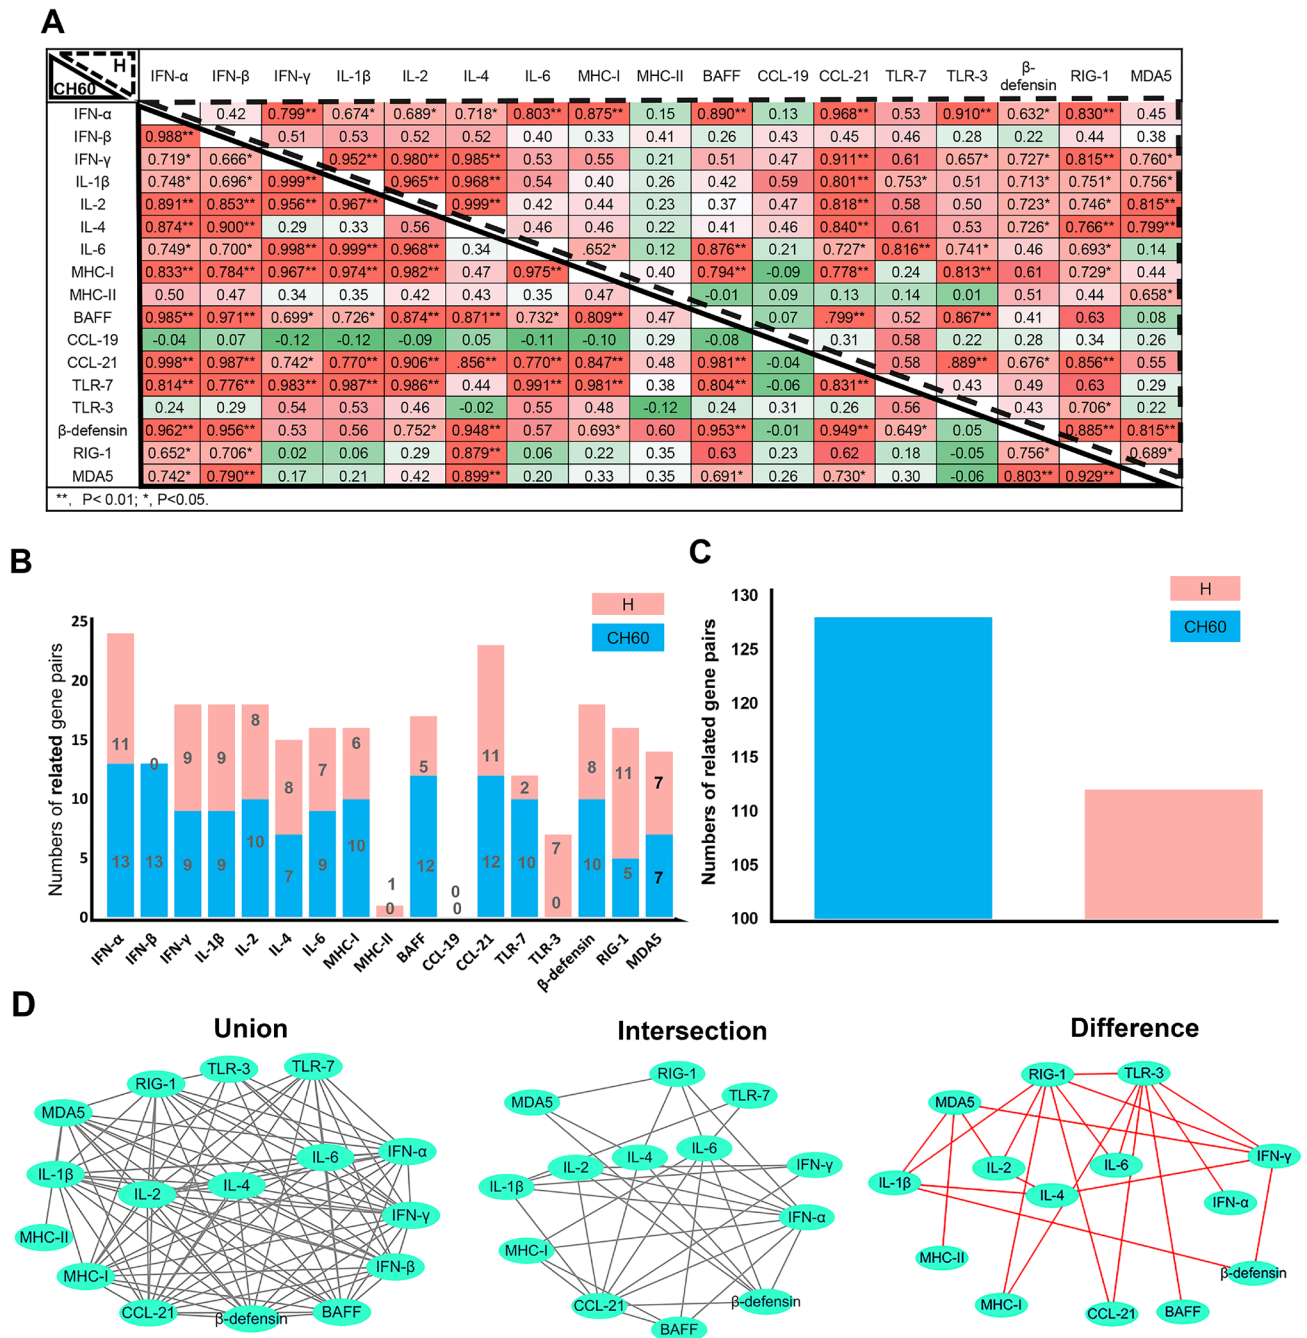 A
H
CH60
IFN-α IFN-β IFN-γ IL-1β IL-2 IL-4 IL-6 MHC-I MHC-II BAFF CCL-19 CCL-21 TLR-7 TLR-3 β-defensin RIG-1 MDA5
IFN-α 0.42 0.799** 0.674* 0.689* 0.718* 0.803** 0.875** 0.15 0.890** 0.13 0.968** 0.53 0.910** 0.632* 0.830** 0.45
IFN-β 0.988** 0.51 0.53 0.52 0.52 0.40 0.33 0.41 0.26 0.43 0.45 0.46 0.28 0.22 0.44 0.38
IFN-γ 0.719* 0.666* 0.952** 0.980** 0.985** 0.53 0.55 0.21 0.51 0.47 0.911** 0.61 0.657* 0.727* 0.815** 0.760*
IL-1β 0.748* 0.696* 0.999** 0.965** 0.968** 0.54 0.40 0.26 0.42 0.59 0.801** 0.753* 0.51 0.713* 0.751* 0.756*
IL-2 0.891** 0.853** 0.956** 0.967** 0.999** 0.42 0.44 0.23 0.37 0.47 0.818** 0.58 0.50 0.723* 0.746* 0.815**
IL-4 0.874** 0.900** 0.29 0.33 0.56 0.46 0.46 0.22 0.41 0.46 0.840** 0.61 0.53 0.726* 0.766** 0.799**
IL-6 0.749* 0.700* 0.998** 0.999** 0.968** 0.34 .652* 0.12 0.876** 0.21 0.727* 0.816** 0.741* 0.46 0.693* 0.14
MHC-I 0.833** 0.784** 0.967** 0.974** 0.982** 0.47 0.975** 0.40 0.794** -0.09 0.778** 0.24 0.813** 0.61 0.729* 0.44
MHC-II 0.50 0.47 0.34 0.35 0.42 0.43 0.35 0.47 -0.01 0.09 0.13 0.14 0.01 0.51 0.44 0.658*
BAFF 0.985** 0.971** 0.699* 0.726* 0.874** 0.871** 0.732* 0.809** 0.47 0.07 .799** 0.52 0.867** 0.41 0.63 0.08
CCL-19 -0.04 0.07 -0.12 -0.12 -0.09 0.05 -0.11 -0.10 0.29 -0.08 0.31 0.58 0.22 0.28 0.34 0.26
CCL-21 0.998** 0.987** 0.742* 0.770** 0.906** .856** 0.770** 0.847** 0.48 0.981** -0.04 0.58 .889** 0.676* 0.856** 0.55
TLR-7 0.814** 0.776** 0.983** 0.987** 0.986** 0.44 0.991** 0.981** 0.38 0.804** -0.06 0.831** 0.43 0.49 0.63 0.29
TLR-3 0.24 0.29 0.54 0.53 0.46 -0.02 0.55 0.48 -0.12 0.24 0.31 0.26 0.56 0.43 0.706* 0.22
β-defensin 0.962** 0.956** 0.53 0.56 0.752* 0.948** 0.57 0.693* 0.60 0.953** -0.01 0.949** 0.649* 0.05 0.885** 0.815**
RIG-1 0.652* 0.706* 0.02 0.06 0.29 0.879** 0.06 0.22 0.35 0.63 0.23 0.62 0.18 -0.05 0.756* 0.689*
MDA5 0.742* 0.790** 0.17 0.21 0.42 0.899** 0.20 0.33 0.35 0.691* 0.26 0.730* 0.30 -0.06 0.803** 0.929**
**, P< 0.01; *, P<0.05.
B
Numbers of related gene pairs
25
20
15
10
5
0
H
CH60
11 0 9 9 8 8 7 6 1 5 0 11 2 7 8 11 7
13 13 9 9 10 7 9 10 0 12 0 12 10 0 10 5 7
IFN-α IFN-β IFN-γ IL-1β IL-2 IL-4 IL-6 MHC-I MHC-II BAFF CCL-19 CCL-21 TLR-7 TLR-3 β-defensin RIG-1 MDA5
C
Numbers of related gene pairs
130
125
120
115
110
105
100
H
CH60
D
Union
TLR-3
TLR-7
RIG-1
MDA5
IFN-α
IL-6
IL-1β
IL-4
IL-2
IFN-γ
MHC-II
IFN-β
MHC-I
CCL-21
β-defensin
BAFF
Intersection
RIG-1
TLR-7
MDA5
IL-6
IL-4
IL-2
IFN-γ
IL-1β
IFN-α
MHC-I
CCL-21
β-defensin
BAFF
Difference
RIG-1
TLR-3
MDA5
IFN-γ
IL-2
IL-6
IL-1β
IL-4
IFN-α
MHC-II
β-defensin
MHC-I
CCL-21
BAFF